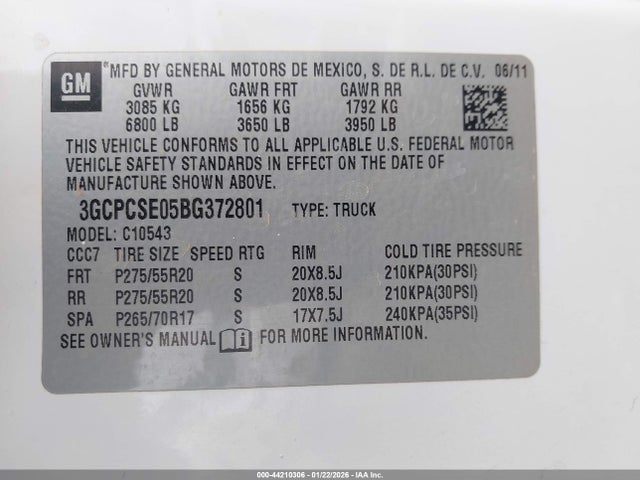 GM *MFD BY GENERAL MOTORS DE MEXICO, S. DE R.L. DE C.V. 06/11
GVWR GAWR FRT GAWR RR
3085 KG 1656 KG 1792 KG
6800 LB 3650 LB 3950 LB
THIS VEHICLE CONFORMS TO ALL APPLICABLE U.S. FEDERAL MOTOR
VEHICLE SAFETY STANDARDS IN EFFECT ON THE DATE OF
MANUFACTURE SHOWN ABOVE.
3GCPCSE05BG372801 TYPE: TRUCK
MODEL: C10543
CCC7 TIRE SIZE SPEED RTG RIM COLD TIRE PRESSURE
FRT P275/55R20 S 20X8.5J 210KPA(30PSI)
RR P275/55R20 S 20X8.5J 210KPA(30PSI)
SPA P265/70R17 S 17X7.5J 240KPA(35PSI)
SEE OWNER'S MANUAL i FOR MORE INFORMATION.
000-44210306 - 01/22/2026 - IAAI.COM